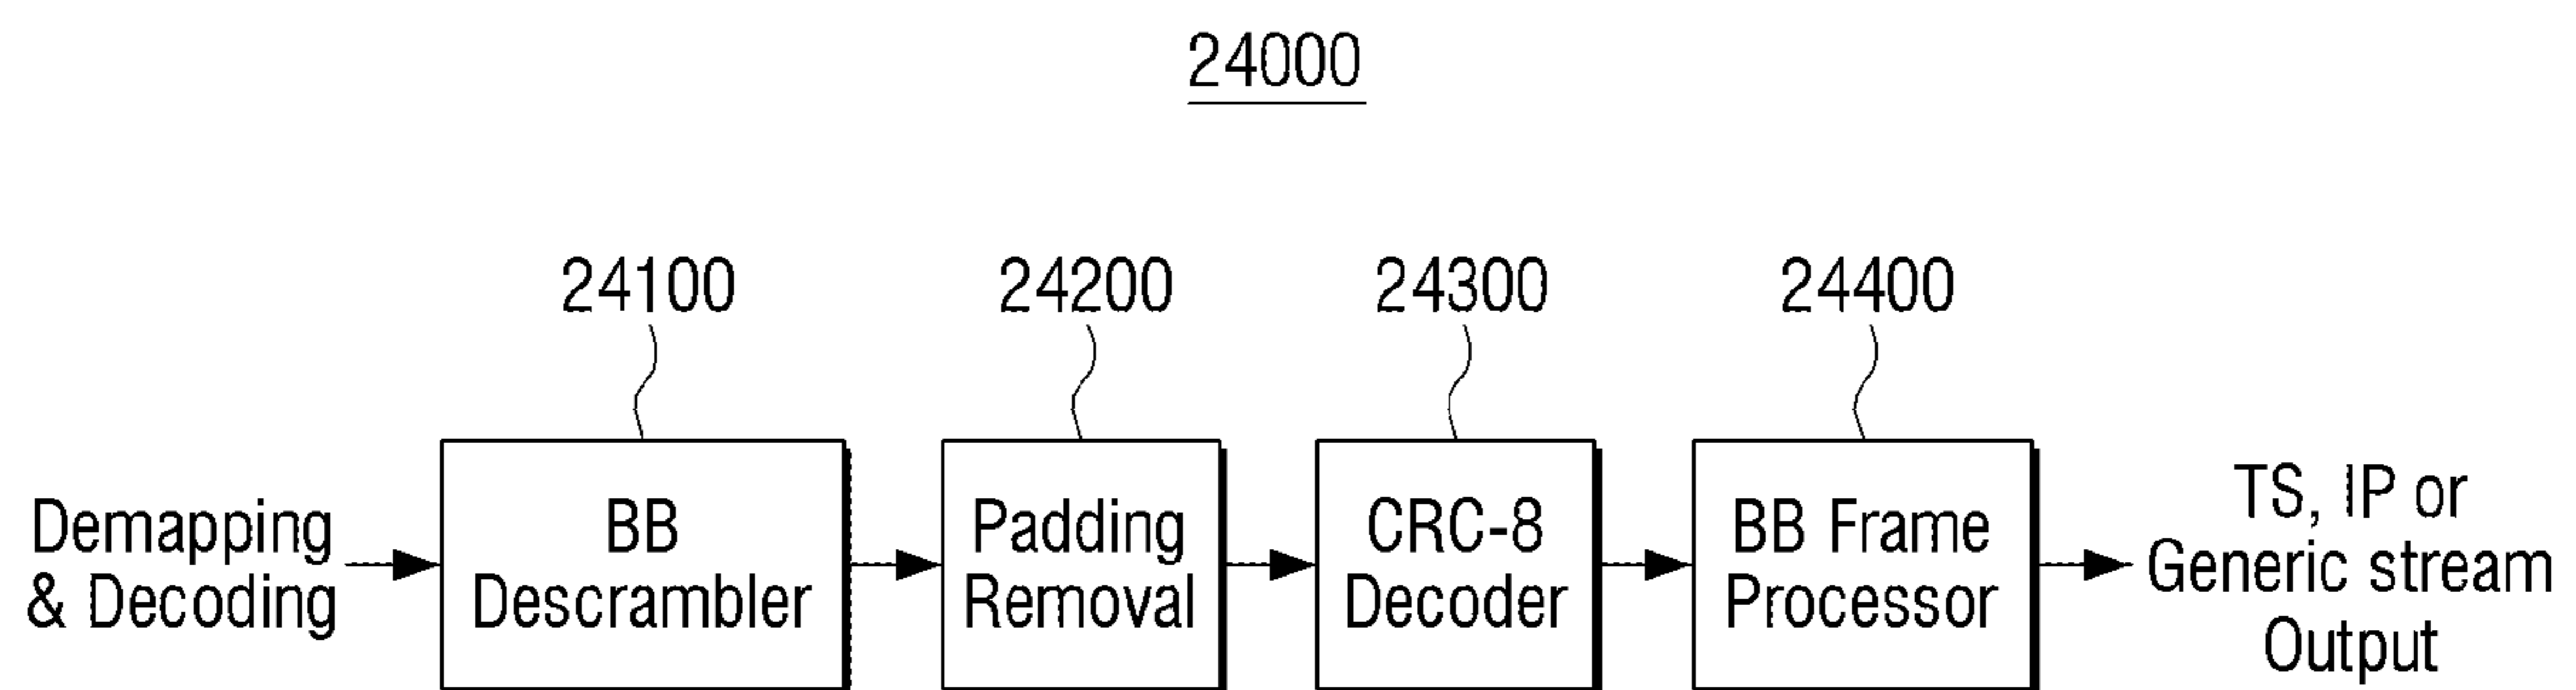 24000
24100
24200
24300
24400
Demapping
& Decoding
BB
Descrambler
Padding
Removal
CRC-8
Decoder
BB Frame
Processor
TS, IP or
Generic stream
Output